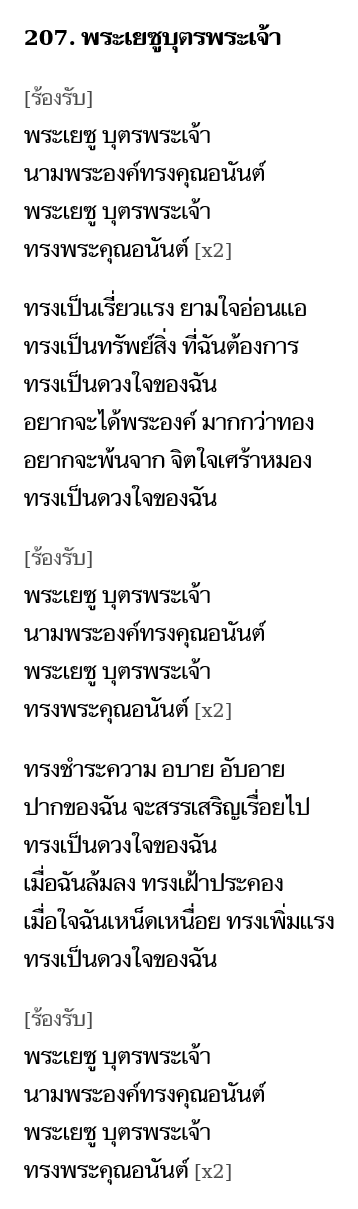 207. พระเยซูบุตรพระเจ้า
[ร้องรับ]
พระเยซู บุตรพระเจ้า
นามพระองค์ทรงคุณอนันต์
พระเยซู บุตรพระเจ้า
ทรงพระคุณอนันต์ [x2]
ทรงเป็นเรี่ยวแรง ยามใจอ่อนแอ
ทรงเป็นทรัพย์สิ่ง ที่ฉันต้องการ
ทรงเป็นดวงใจของฉัน
อยากจะได้พระองค์ มากกว่าทอง
อยากจะพ้นจาก จิตใจเศร้าหมอง
ทรงเป็นดวงใจของฉัน
[ร้องรับ]
พระเยซู บุตรพระเจ้า
นามพระองค์ทรงคุณอนันต์
พระเยซู บุตรพระเจ้า
ทรงพระคุณอนันต์ [x2]
ทรงชำระความ อบาย อับอาย
ปากของฉัน จะสรรเสริญเรื่อยไป
ทรงเป็นดวงใจของฉัน
เมื่อฉันล้มลง ทรงเฝ้าประคอง
เมื่อใจฉันเหน็ดเหนื่อย ทรงเพิ่มแรง
ทรงเป็นดวงใจของฉัน
[ร้องรับ]
พระเยซู บุตรพระเจ้า
นามพระองค์ทรงคุณอนันต์
พระเยซู บุตรพระเจ้า
ทรงพระคุณอนันต์ [x2]